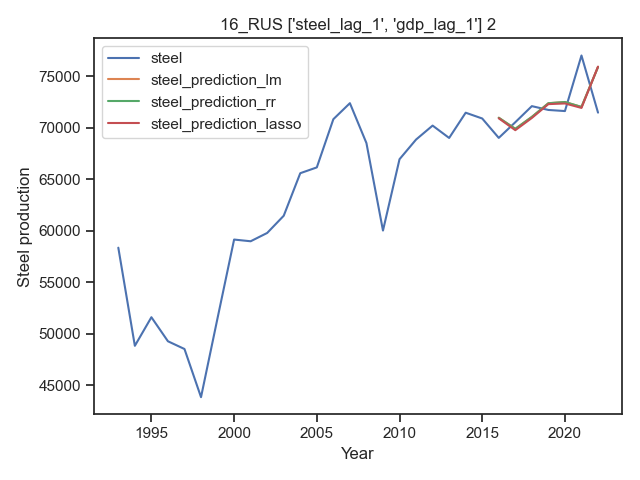 16_RUS ['steel_lag_1', 'gdp_lag_1'] 2
steel
steel_prediction_lm
steel_prediction_rr
steel_prediction_lasso
75000
70000
65000
60000
55000
50000
45000
Steel production
1995
2000
2005
2010
2015
2020
Year